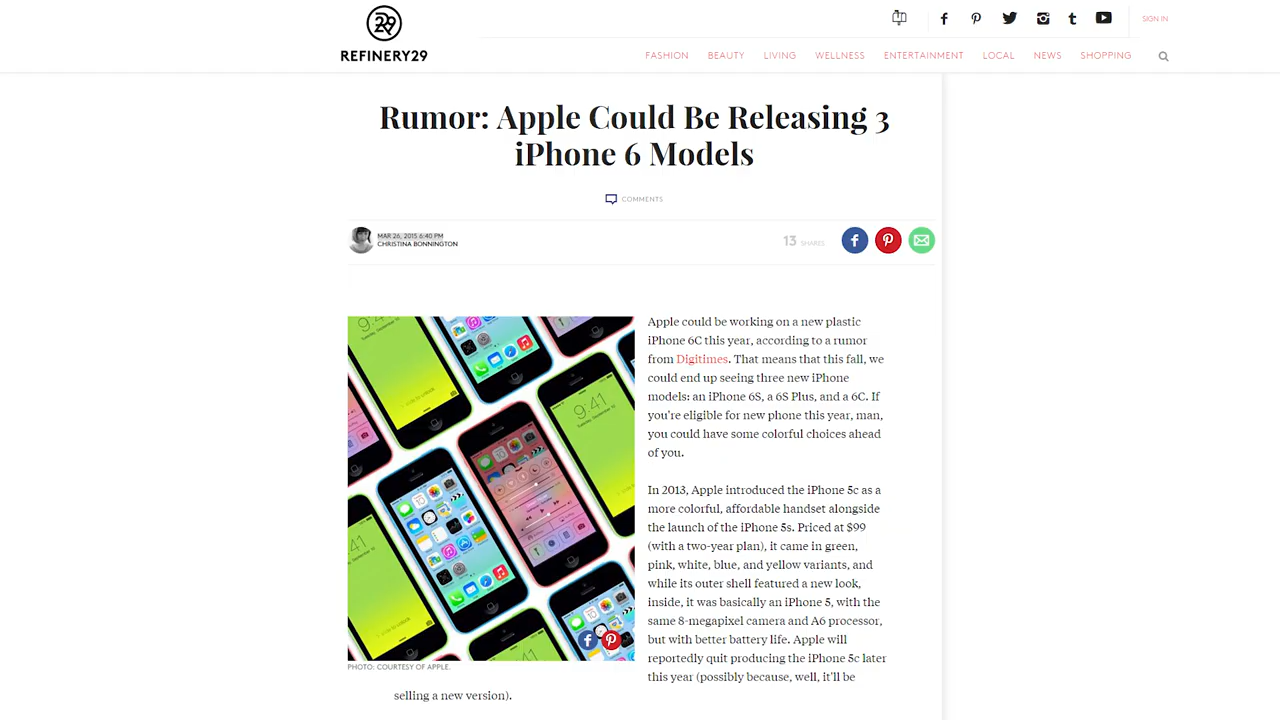 REFINERY29
SIGN IN
FASHION BEAUTY LIVING WELLNESS ENTERTAINMENT LOCAL NEWS SHOPPING
Rumor: Apple Could Be Releasing 3
iPhone 6 Models
COMMENTS
MAR 26, 2015 6:40 PM
CHRISTINA BONNINGTON
13 SHARES
Apple could be working on a new plastic
iPhone 6C this year, according to a rumor
from Digitimes. That means that this fall, we
could end up seeing three new iPhone
models: an iPhone 6S, a 6S Plus, and a 6C. If
you're eligible for new phone this year, man,
you could have some colorful choices ahead
of you.
In 2013, Apple introduced the iPhone 5c as a
more colorful, affordable handset alongside
the launch of the iPhone 5s. Priced at $99
(with a two-year plan), it came in green,
pink, white, blue, and yellow variants, and
while its outer shell featured a new look,
inside, it was basically an iPhone 5, with the
same 8-megapixel camera and A6 processor,
but with better battery life. Apple will
reportedly quit producing the iPhone 5c later
this year (possibly because, well, it'll be
selling a new version).
9:41
PHOTO: COURTESY OF APPLE.